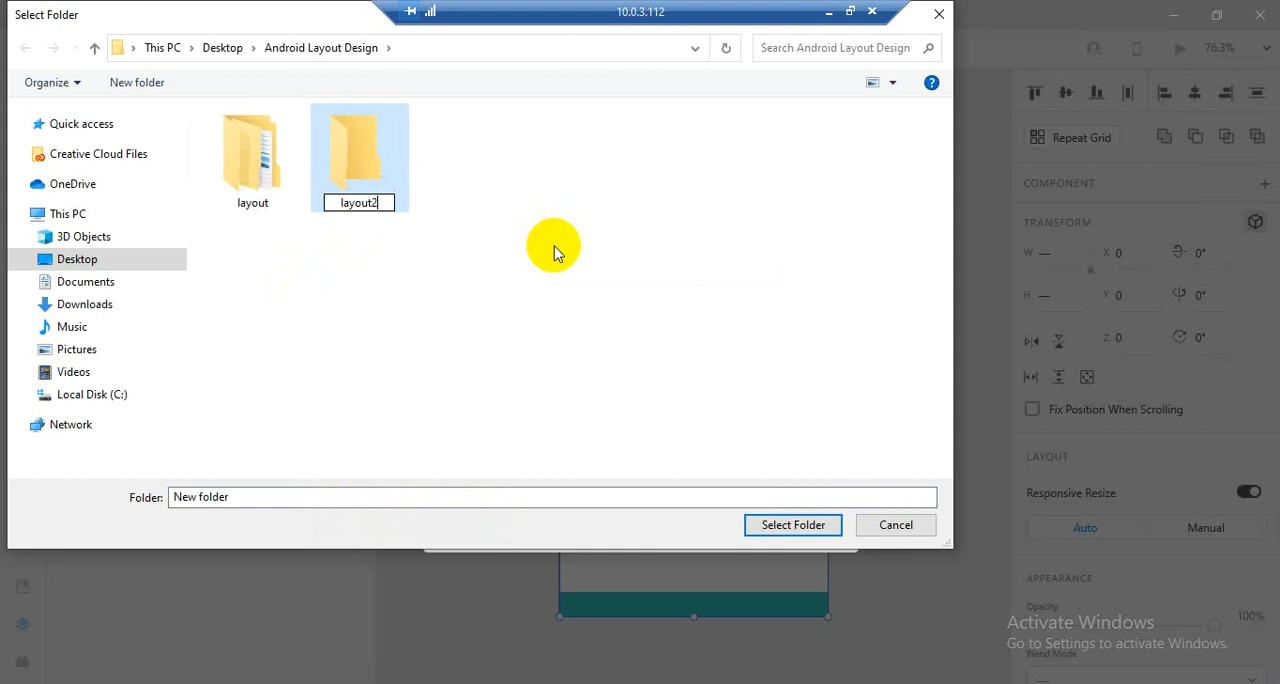 Select Folder
10.0.3.112
76.3%
This PC
Desktop
Android Layout Design
Search Android Layout Design
Organize
New folder
Quick access
Creative Cloud Files
OneDrive
This PC
3D Objects
Desktop
Documents
Downloads
Music
Pictures
Videos
Local Disk (C:)
Network
layout
layout2
Folder:
New folder
Select Folder
Cancel
Repeat Grid
COMPONENT
TRANSFORM
W — X 0 0°
H — Y 0 0°
Z 0 0°
Fix Position When Scrolling
LAYOUT
Responsive Resize
Auto
Manual
APPEARANCE
Opacity
100%
Activate Windows
Go to Settings to activate Windows.
Blend Mode
—